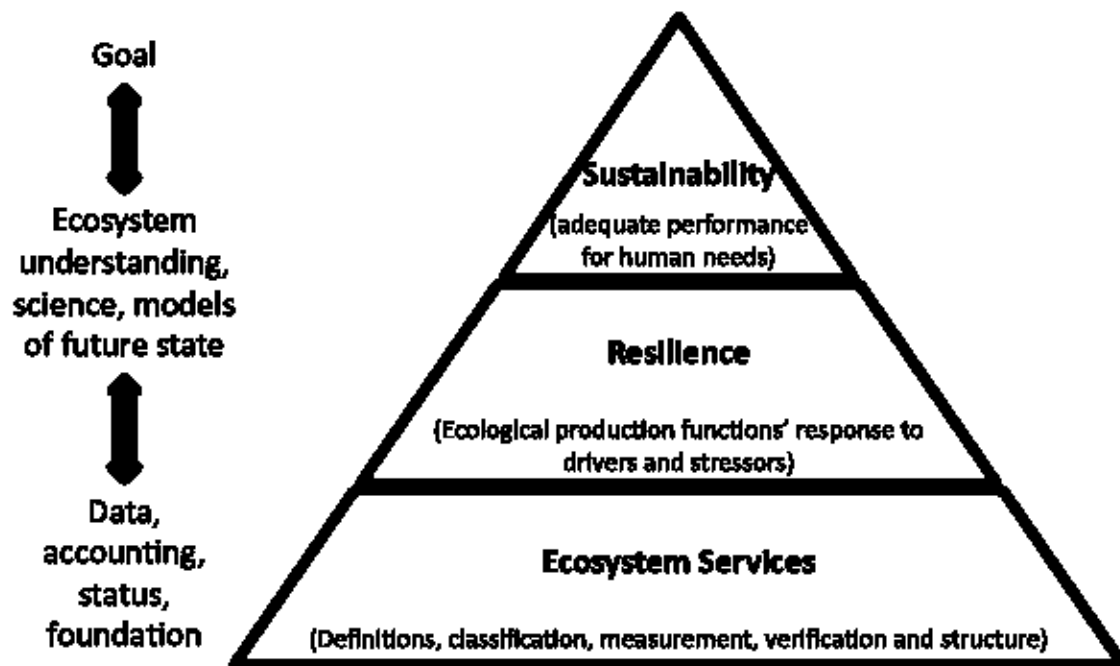 Goal
Ecosystem
understanding,
science, models
of future state
Data,
accounting,
status,
foundation
Sustainability
(adequate performance
for human needs)
Resilience
(Ecological production functions' response to
drivers and stressors)
Ecosystem Services
(Definitions, classification, measurement, verification and structure)